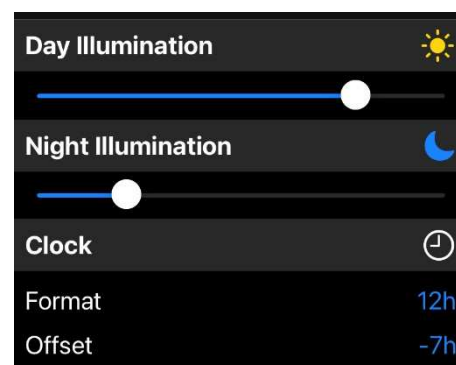 Day Illumination
Night Illumination
Clock
Format 12h
Offset -7h